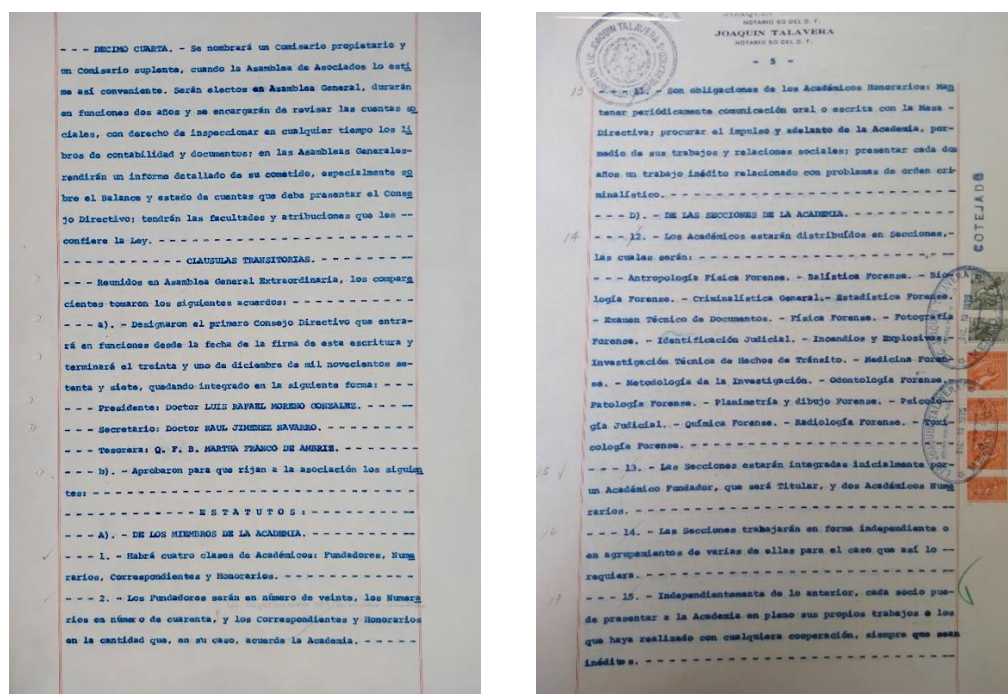 - - - DECIMO CUARTA. - Se nombrará un Comisario propietario y
un Comisario suplente, cuando la Asamblea de Asociados lo esti
me así conveniente. Serán electos en Asamblea General, durarán
en funciones dos años y se encargarán de revisar las cuentas so
ciales, con derecho de inspeccionar en cualquier tiempo los li
bros de contabilidad y documentos; en las Asambleas Generales-
rendirán un informe detallado de su cometido, especialmente so
bre el Balance y estado de cuentas que debe presentar el Conse
jo Directivo; tendrán las facultades y atribuciones que les --
confiere la Ley. - - - - - - - - - - - - - - - - - - - - - -
- - - - - - - - - - CLAUSULAS TRANSITORIAS. - - - - - - - - -
- - - Reunidos en Asamblea General Extraordinaria, los compare
cientes tomaron los siguientes acuerdos: - - - - - - - - - -
- - - a). - Designaron el primero Consejo Directivo que entra-
rá en funciones desde la fecha de la firma de esta escritura y
terminará el treinta y uno de diciembre de mil novecientos se-
tenta y siete, quedando integrado en la siguiente forma: - - -
- - - Presidente: Doctor LUIS RAFAEL MORENO GONZALEZ. - - - - -
- - - Secretario: Doctor RAUL JIMENEZ NAVARRO. - - - - - - - -
- - - Tesorera: Q. F. B. MARTHA FRANCO DE AMBRIZ. - - - - - -
- - - b). - Aprobaron para que rijan a la asociación los siguien
tes: - - - - - - - - - - - - - - - - - - - - - - - - - - - -
- - - - - - - - - - - E S T A T U T O S : - - - - - - - - - -
- - - A). - DE LOS MIEMBROS DE LA ACADEMIA. - - - - - - - - -
- - - 1. - Habrá cuatro clases de Académicos: Fundadores, Nume
rarios, Correspondientes y Honorarios. - - - - - - - - - - -
- - - 2. - Los Fundadores serán en número de veinte, los Numera
rios en número de cuarenta, y los Correspondientes y Honorarios
en la cantidad que, en su caso, acuerde la Academia. - - - - -
NOTARIO 50 DEL D. F.
JOAQUIN TALAVERA
NOTARIO 50 DEL D. F.
- 5 -
13 - - - 11. - Son obligaciones de los Académicos Honorarios: Man
tener periódicamente comunicación oral o escrita con la Mesa -
Directiva; procurar el impulso y adelanto de la Academia, por-
medio de sus trabajos y relaciones sociales; presentar cada dos
años un trabajo inédito relacionado con problemas de orden cri-
minalístico. - - - - - - - - - - - - - - - - - - - - - - - -
- - - D). - DE LAS SECCIONES DE LA ACADEMIA. - - - - - - - - -
14 - - - 12. - Los Académicos estarán distribuídos en Secciones,-
las cuales serán: - - - - - - - - - - - - - - - - - - - - - -
- - - Antropología Física Forense. - Balística Forense. - Bio-
logía Forense. - Criminalística General. - Estadística Forense.
- Examen Técnico de Documentos. - Física Forense. - Fotografía
Forense. - Identificación Judicial. - Incendios y Explosivos. -
Investigación Técnica de Hechos de Tránsito. - Medicina Foren-
se. - Metodología de la Investigación. - Odontología Forense. -
Patología Forense. - Planimetría y dibujo Forense. - Psicolo-
gía Judicial. - Química Forense. - Radiología Forense. - Toxi-
cología Forense. - - - - - - - - - - - - - - - - - - - - - -
15 - - - 13. - Las Secciones estarán integradas inicialmente por-
un Académico Fundador, que será Titular, y dos Académicos Nume
rarios. - - - - - - - - - - - - - - - - - - - - - - - - - - -
16 - - - 14. - Las Secciones trabajarán en forma independiente o
en agrupamientos de varias de ellas para el caso que así lo --
requiera. - - - - - - - - - - - - - - - - - - - - - - - - - -
- - - 15. - Independientemente de lo anterior, cada socio pue-
de presentar a la Academia en pleno sus propios trabajos o los
que haya realizado con cualquiera cooperación, siempre que sean
inéditos. - - - - - - - - - - - - - - - - - - - - - - - - - -
COTEJADO